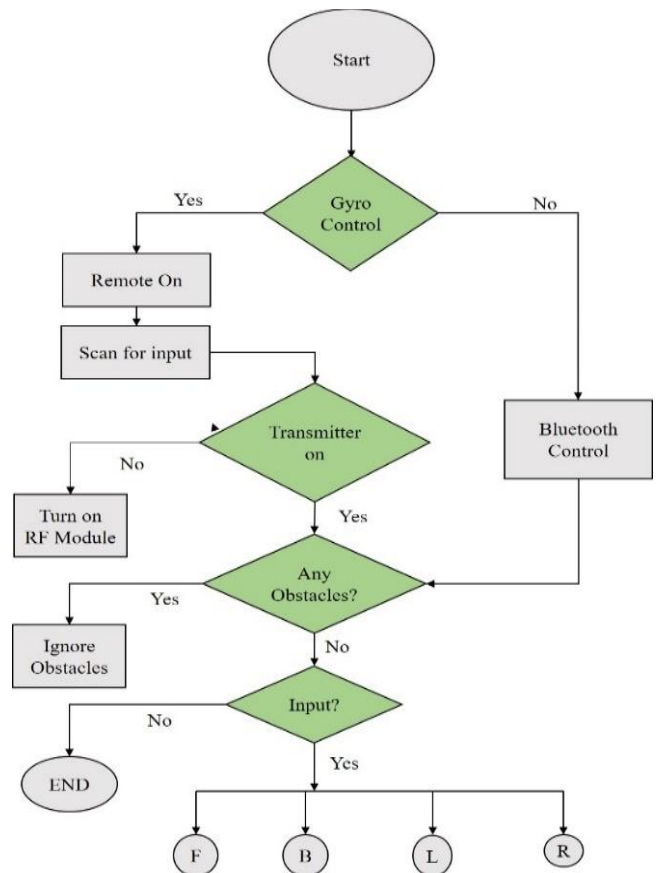 Start
Gyro
Control
Yes
No
Remote On
Scan for input
Transmitter
on
Bluetooth
Control
No
Turn on
RF Module
Yes
Any
Obstacles?
Yes
Ignore
Obstacles
No
Input?
No
END
Yes
F
B
L
R